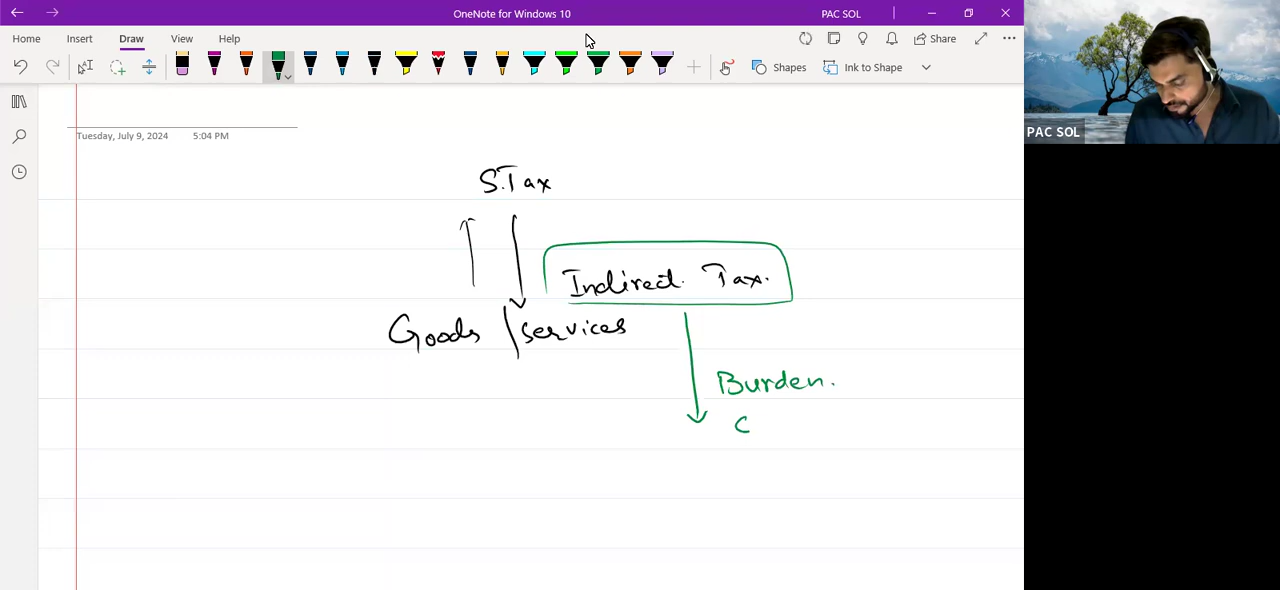 OneNote for Windows 10
PAC SOL
Home Insert Draw View Help
Share
Shapes
Ink to Shape
PAC SOL
Tuesday, July 9, 2024 5:04 PM
S.Tax
Indirect. Tax.
Goods / services
Burden.
C